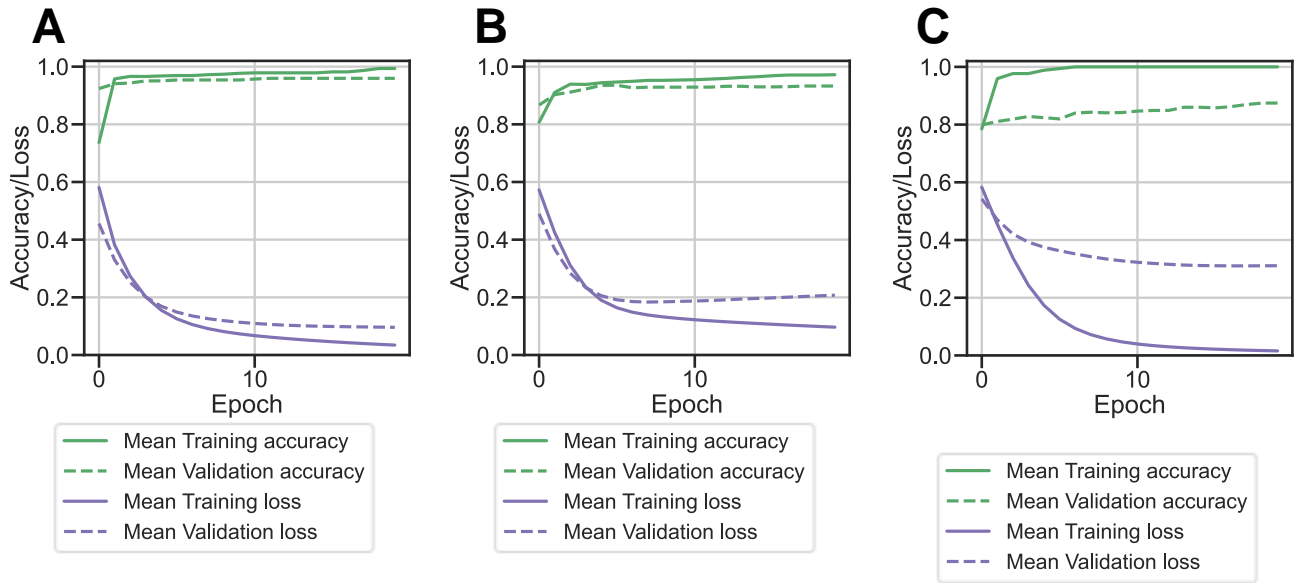 A
1.0
0.8
0.6
0.4
0.2
0.0
Accuracy/Loss
0
10
Epoch
Mean Training accuracy
Mean Validation accuracy
Mean Training loss
Mean Validation loss
B
1.0
0.8
0.6
0.4
0.2
0.0
Accuracy/Loss
0
10
Epoch
Mean Training accuracy
Mean Validation accuracy
Mean Training loss
Mean Validation loss
C
1.0
0.8
0.6
0.4
0.2
0.0
Accuracy/Loss
0
10
Epoch
Mean Training accuracy
Mean Validation accuracy
Mean Training loss
Mean Validation loss